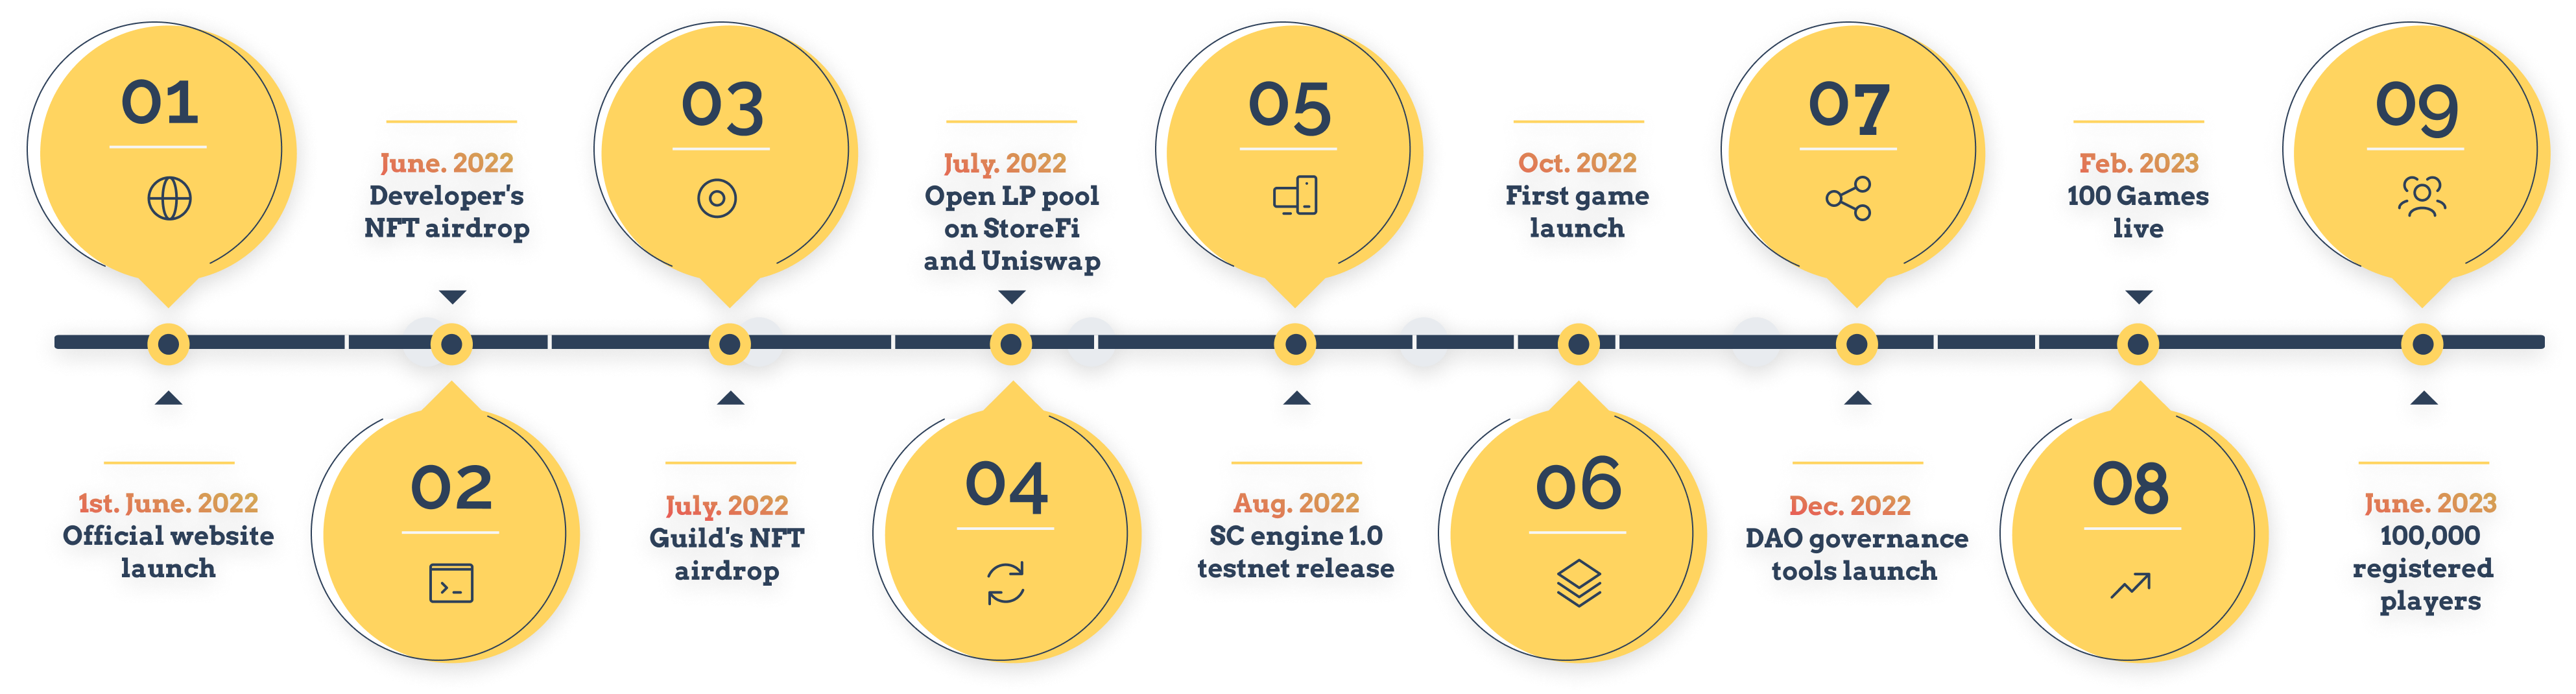 01
1st. June. 2022
Official website
launch
June. 2022
Developer's
NFT airdrop
02
03
July. 2022
Guild's NFT
airdrop
July. 2022
Open LP pool
on StoreFi
and Uniswap
04
05
Aug. 2022
SC engine 1.0
testnet release
Oct. 2022
First game
launch
06
07
Dec. 2022
DAO governance
tools launch
Feb. 2023
100 Games
live
08
09
June. 2023
100,000
registered
players